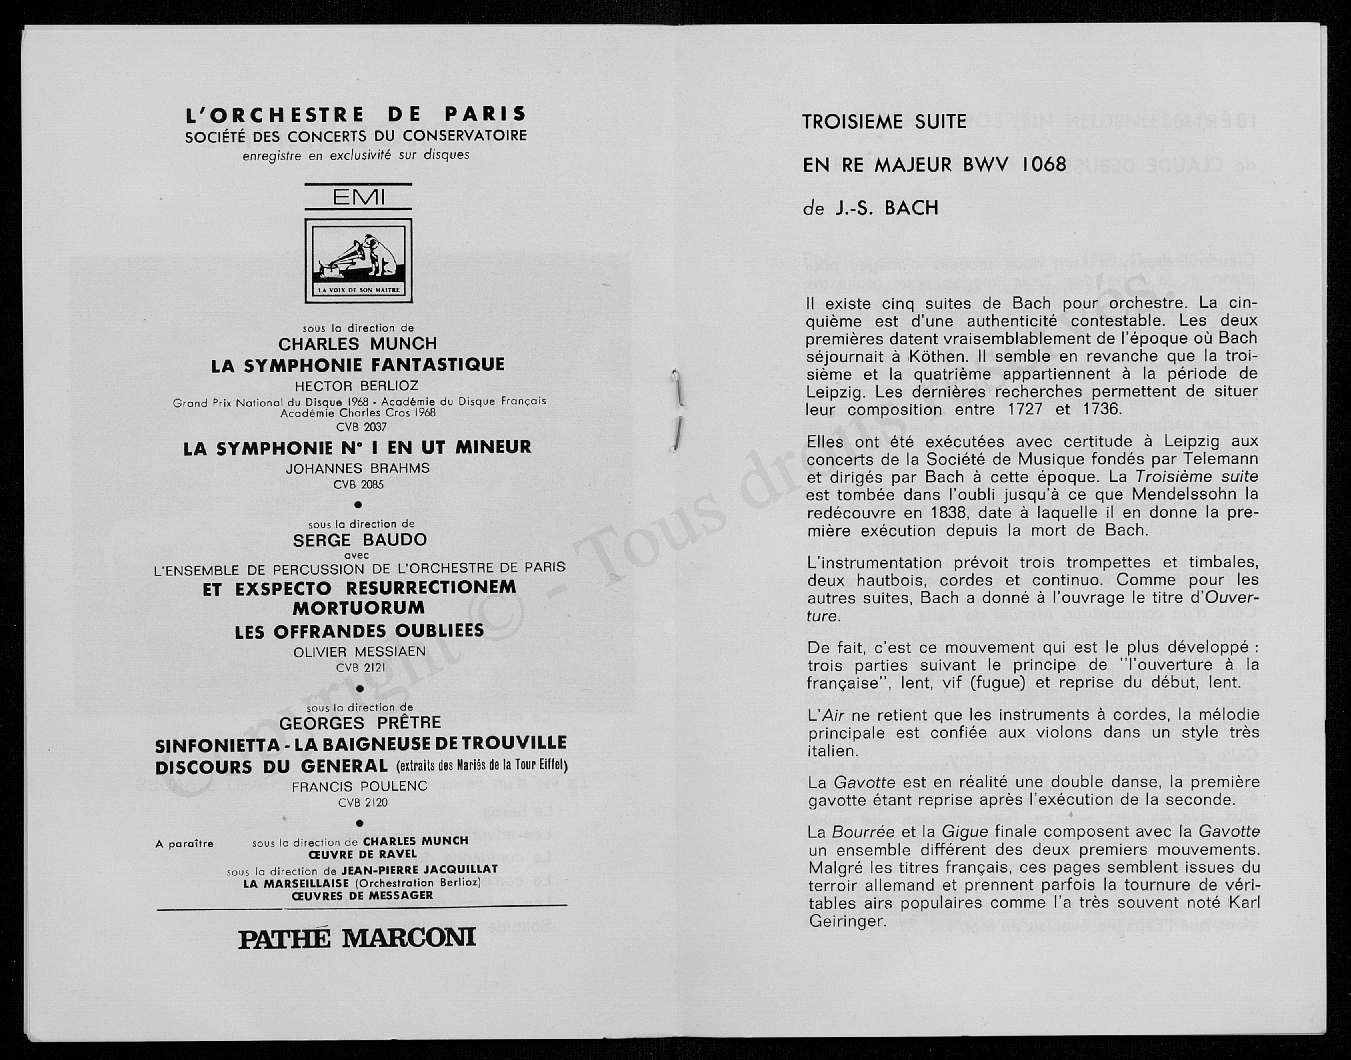 L'ORCHESTRE DE PARIS
SOCIÉTÉ DES CONCERTS DU CONSERVATOIRE
enregistre en exclusivité sur disques
EMI
LA VOIX DE SON MAITRE
sous la direction de
CHARLES MUNCH
LA SYMPHONIE FANTASTIQUE
HECTOR BERLIOZ
Grand Prix National du Disque 1968 - Académie du Disque Français
Académie Charles Cros 1968
CVB 2037
LA SYMPHONIE N° I EN UT MINEUR
JOHANNES BRAHMS
CVB 2085
●
sous la direction de
SERGE BAUDO
avec
L'ENSEMBLE DE PERCUSSION DE L'ORCHESTRE DE PARIS
ET EXSPECTO RESURRECTIONEM
MORTUORUM
LES OFFRANDES OUBLIEES
OLIVIER MESSIAEN
CVB 2121
●
sous la direction de
GEORGES PRÊTRE
SINFONIETTA - LA BAIGNEUSE DE TROUVILLE
DISCOURS DU GENERAL (extraits des Mariés de la Tour Eiffel)
FRANCIS POULENC
CVB 2120
●
A paraître sous la direction de CHARLES MUNCH
ŒUVRE DE RAVEL
sous la direction de JEAN-PIERRE JACQUILLAT
LA MARSEILLAISE (Orchestration Berlioz)
ŒUVRES DE MESSAGER
PATHÉ MARCONI
TROISIEME SUITE
EN RE MAJEUR BWV 1068
de J.-S. BACH
Il existe cinq suites de Bach pour orchestre. La cin-
quième est d'une authenticité contestable. Les deux
premières datent vraisemblablement de l'époque où Bach
séjournait à Köthen. Il semble en revanche que la troi-
sième et la quatrième appartiennent à la période de
Leipzig. Les dernières recherches permettent de situer
leur composition entre 1727 et 1736.
Elles ont été exécutées avec certitude à Leipzig aux
concerts de la Société de Musique fondés par Telemann
et dirigés par Bach à cette époque. La Troisième suite
est tombée dans l'oubli jusqu'à ce que Mendelssohn la
redécouvre en 1838, date à laquelle il en donne la pre-
mière exécution depuis la mort de Bach.
L'instrumentation prévoit trois trompettes et timbales,
deux hautbois, cordes et continuo. Comme pour les
autres suites, Bach a donné à l'ouvrage le titre d'Ouver-
ture.
De fait, c'est ce mouvement qui est le plus développé :
trois parties suivant le principe de "l'ouverture à la
française", lent, vif (fugue) et reprise du début, lent.
L'Air ne retient que les instruments à cordes, la mélodie
principale est confiée aux violons dans un style très
italien.
La Gavotte est en réalité une double danse, la première
gavotte étant reprise après l'exécution de la seconde.
La Bourrée et la Gigue finale composent avec la Gavotte
un ensemble différent des deux premiers mouvements.
Malgré les titres français, ces pages semblent issues du
terroir allemand et prennent parfois la tournure de véri-
tables airs populaires comme l'a très souvent noté Karl
Geiringer.
© - Tous droits